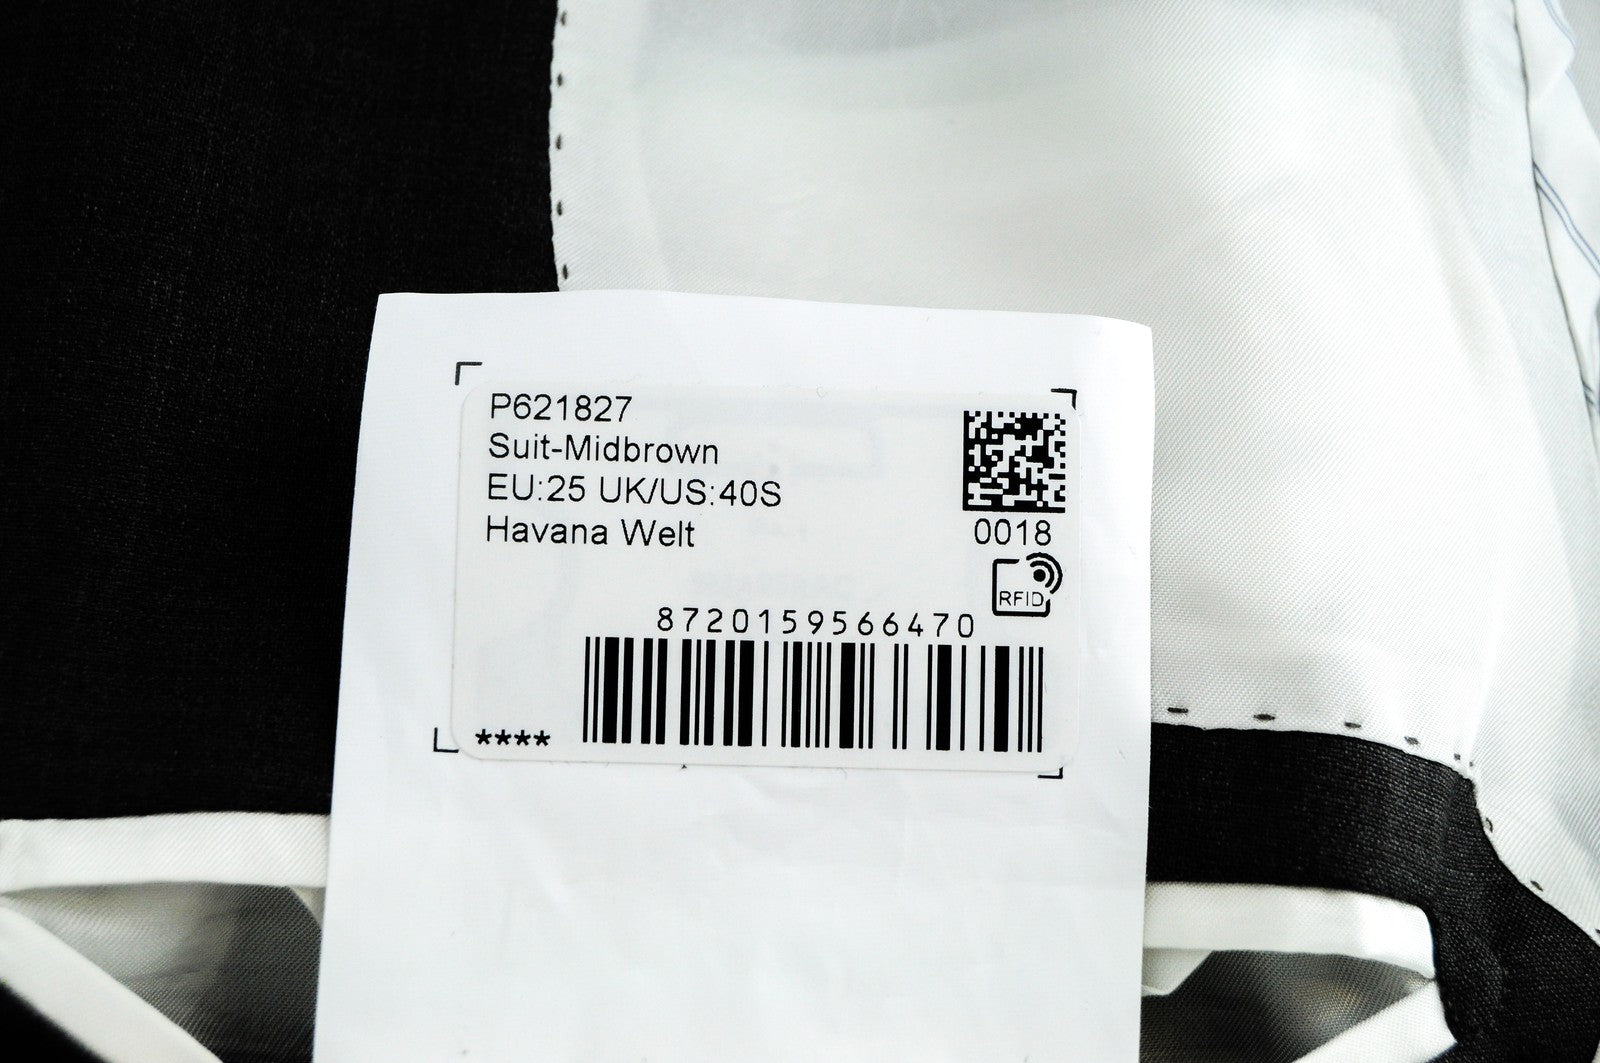 P621827
Suit-Midbrown
EU:25 UK/US:40S
Havana Welt
0018
RFID
8720159566470
****